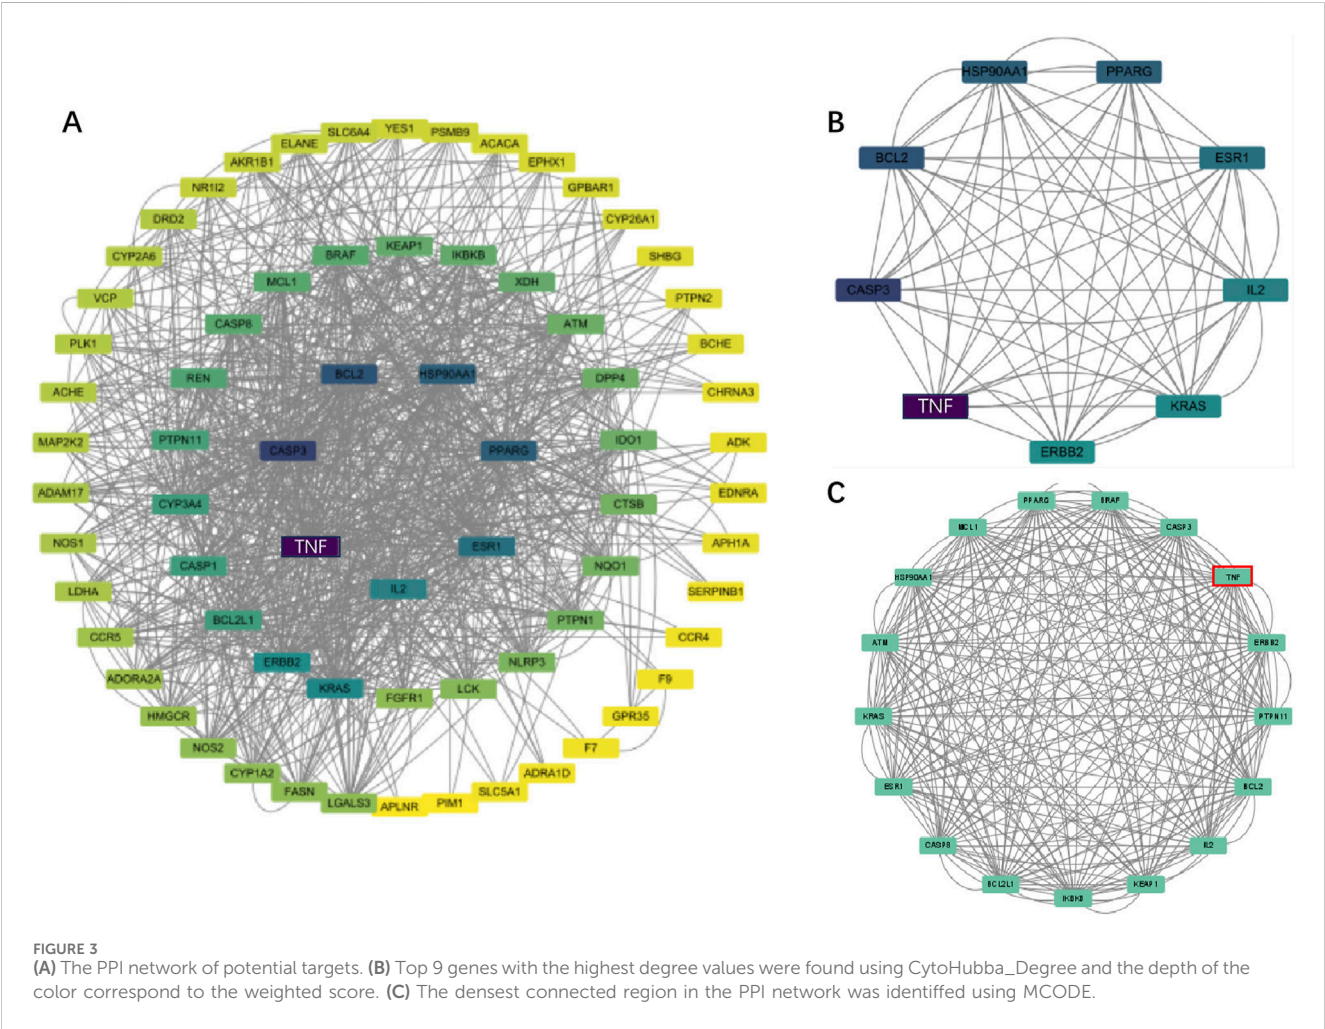 A
SLC6A4
YES1
PSMB9
ELANE
ACACA
AKR1B1
EPHX1
NR1I2
GPBAR1
DRD2
CYP26A1
CYP2A6
SHBG
VCP
PTPN2
PLK1
BCHE
ACHE
CHRNA3
MAP2K2
ADK
ADAM17
EDNRA
NOS1
APH1A
LDHA
SERPINB1
CCR5
CCR4
ADORA2A
F9
HMGCR
GPR35
NOS2
F7
CYP1A2
ADRA1D
FASN
SLC5A1
LGALS3
APLNR
PIM1
KEAP1
BRAF
IKBKB
MCL1
XDH
CASP8
ATM
REN
DPP4
PTPN11
IDO1
CYP3A4
CTSB
CASP1
NQO1
BCL2L1
PTPN1
ERBB2
NLRP3
KRAS
FGFR1
LCK
BCL2
HSP90AA1
CASP3
PPARG
TNF
ESR1
IL2
B
HSP90AA1
PPARG
BCL2
ESR1
CASP3
IL2
TNF
KRAS
ERBB2
C
PPARG
BRAF
MCL1
CASP3
HSP90AA1
TNF
ATM
ERBB2
KRAS
PTPN11
ESR1
BCL2
CASP8
IL2
BCL2L1
KEAP1
IKBKB
FIGURE 3
(A) The PPI network of potential targets. (B) Top 9 genes with the highest degree values were found using CytoHubba_Degree and the depth of the
color correspond to the weighted score. (C) The densest connected region in the PPI network was identiffed using MCODE.